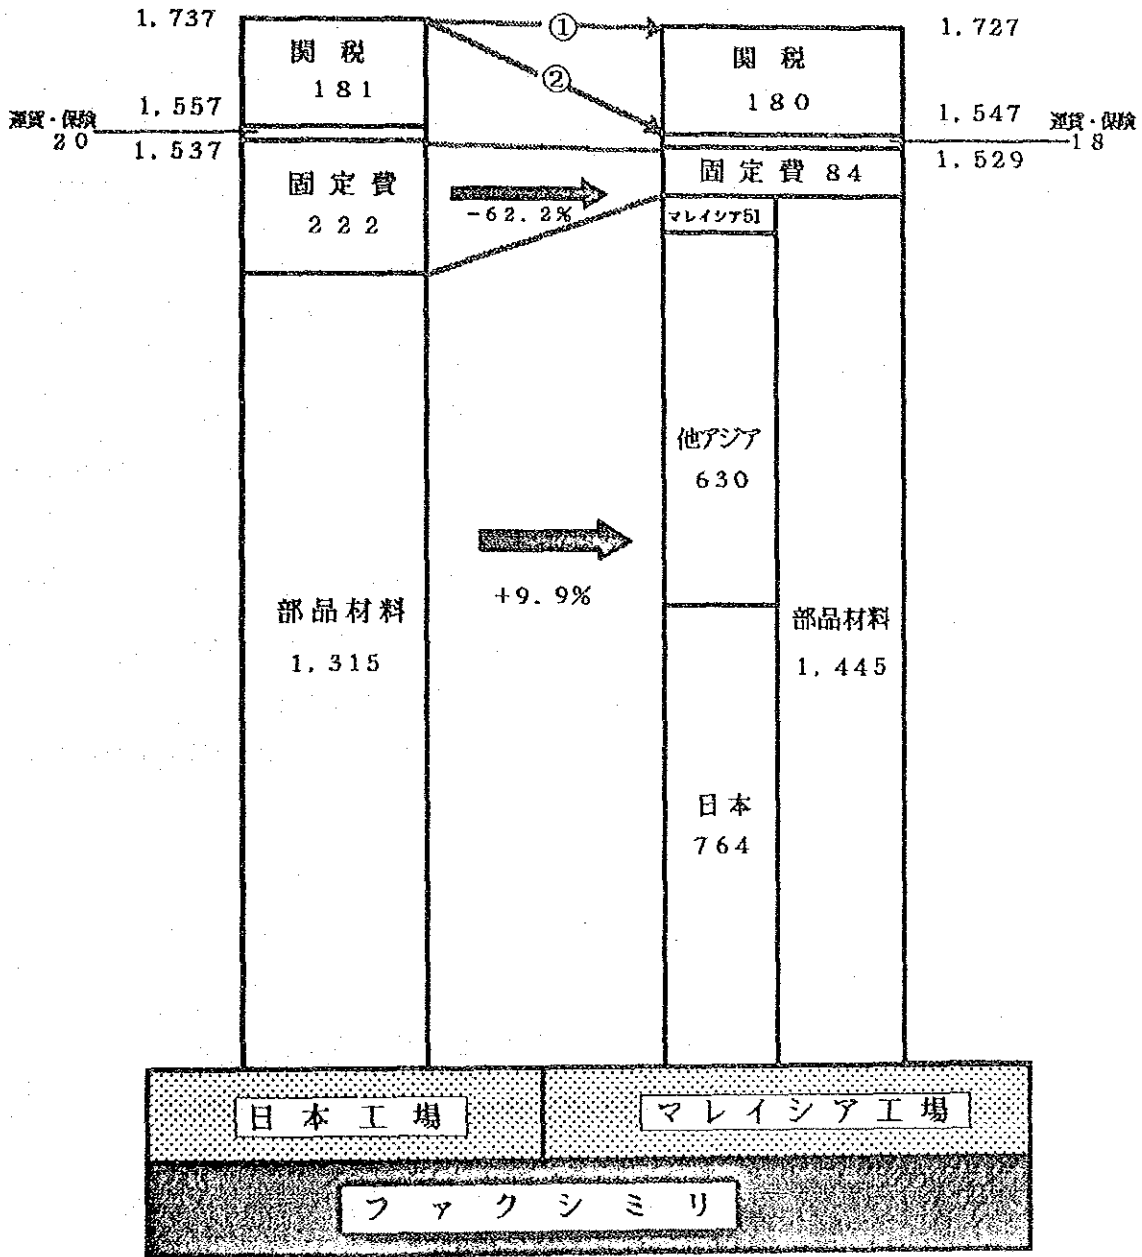 1,737
関税
181
1,557
運賃・保険
20
1,537
固定費
222
部品材料
1,315
①
②
-62.2%
+9.9%
1,727
関税
180
1,547
運賃・保険
18
1,529
固定費 84
マレイシア51
他アジア
630
部品材料
1,445
日本
764
日本工場
マレイシア工場
ファクシミリ